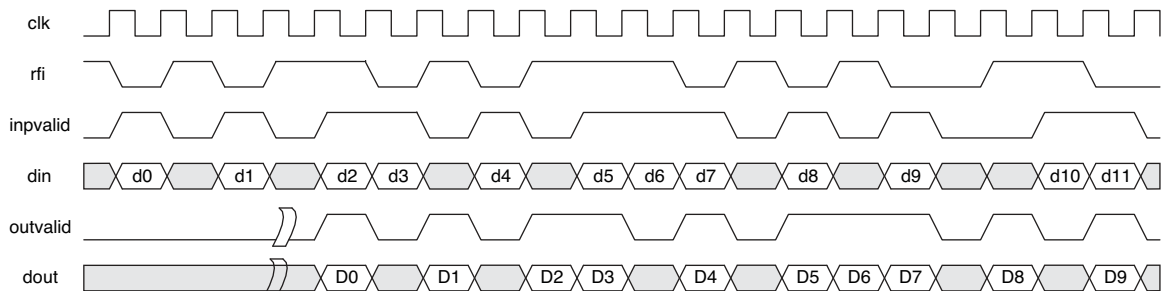 clk
rfi
inpvalid
din d0 d1 d2 d3 d4 d5 d6 d7 d8 d9 d10 d11
outvalid
dout D0 D1 D2 D3 D4 D5 D6 D7 D8 D9